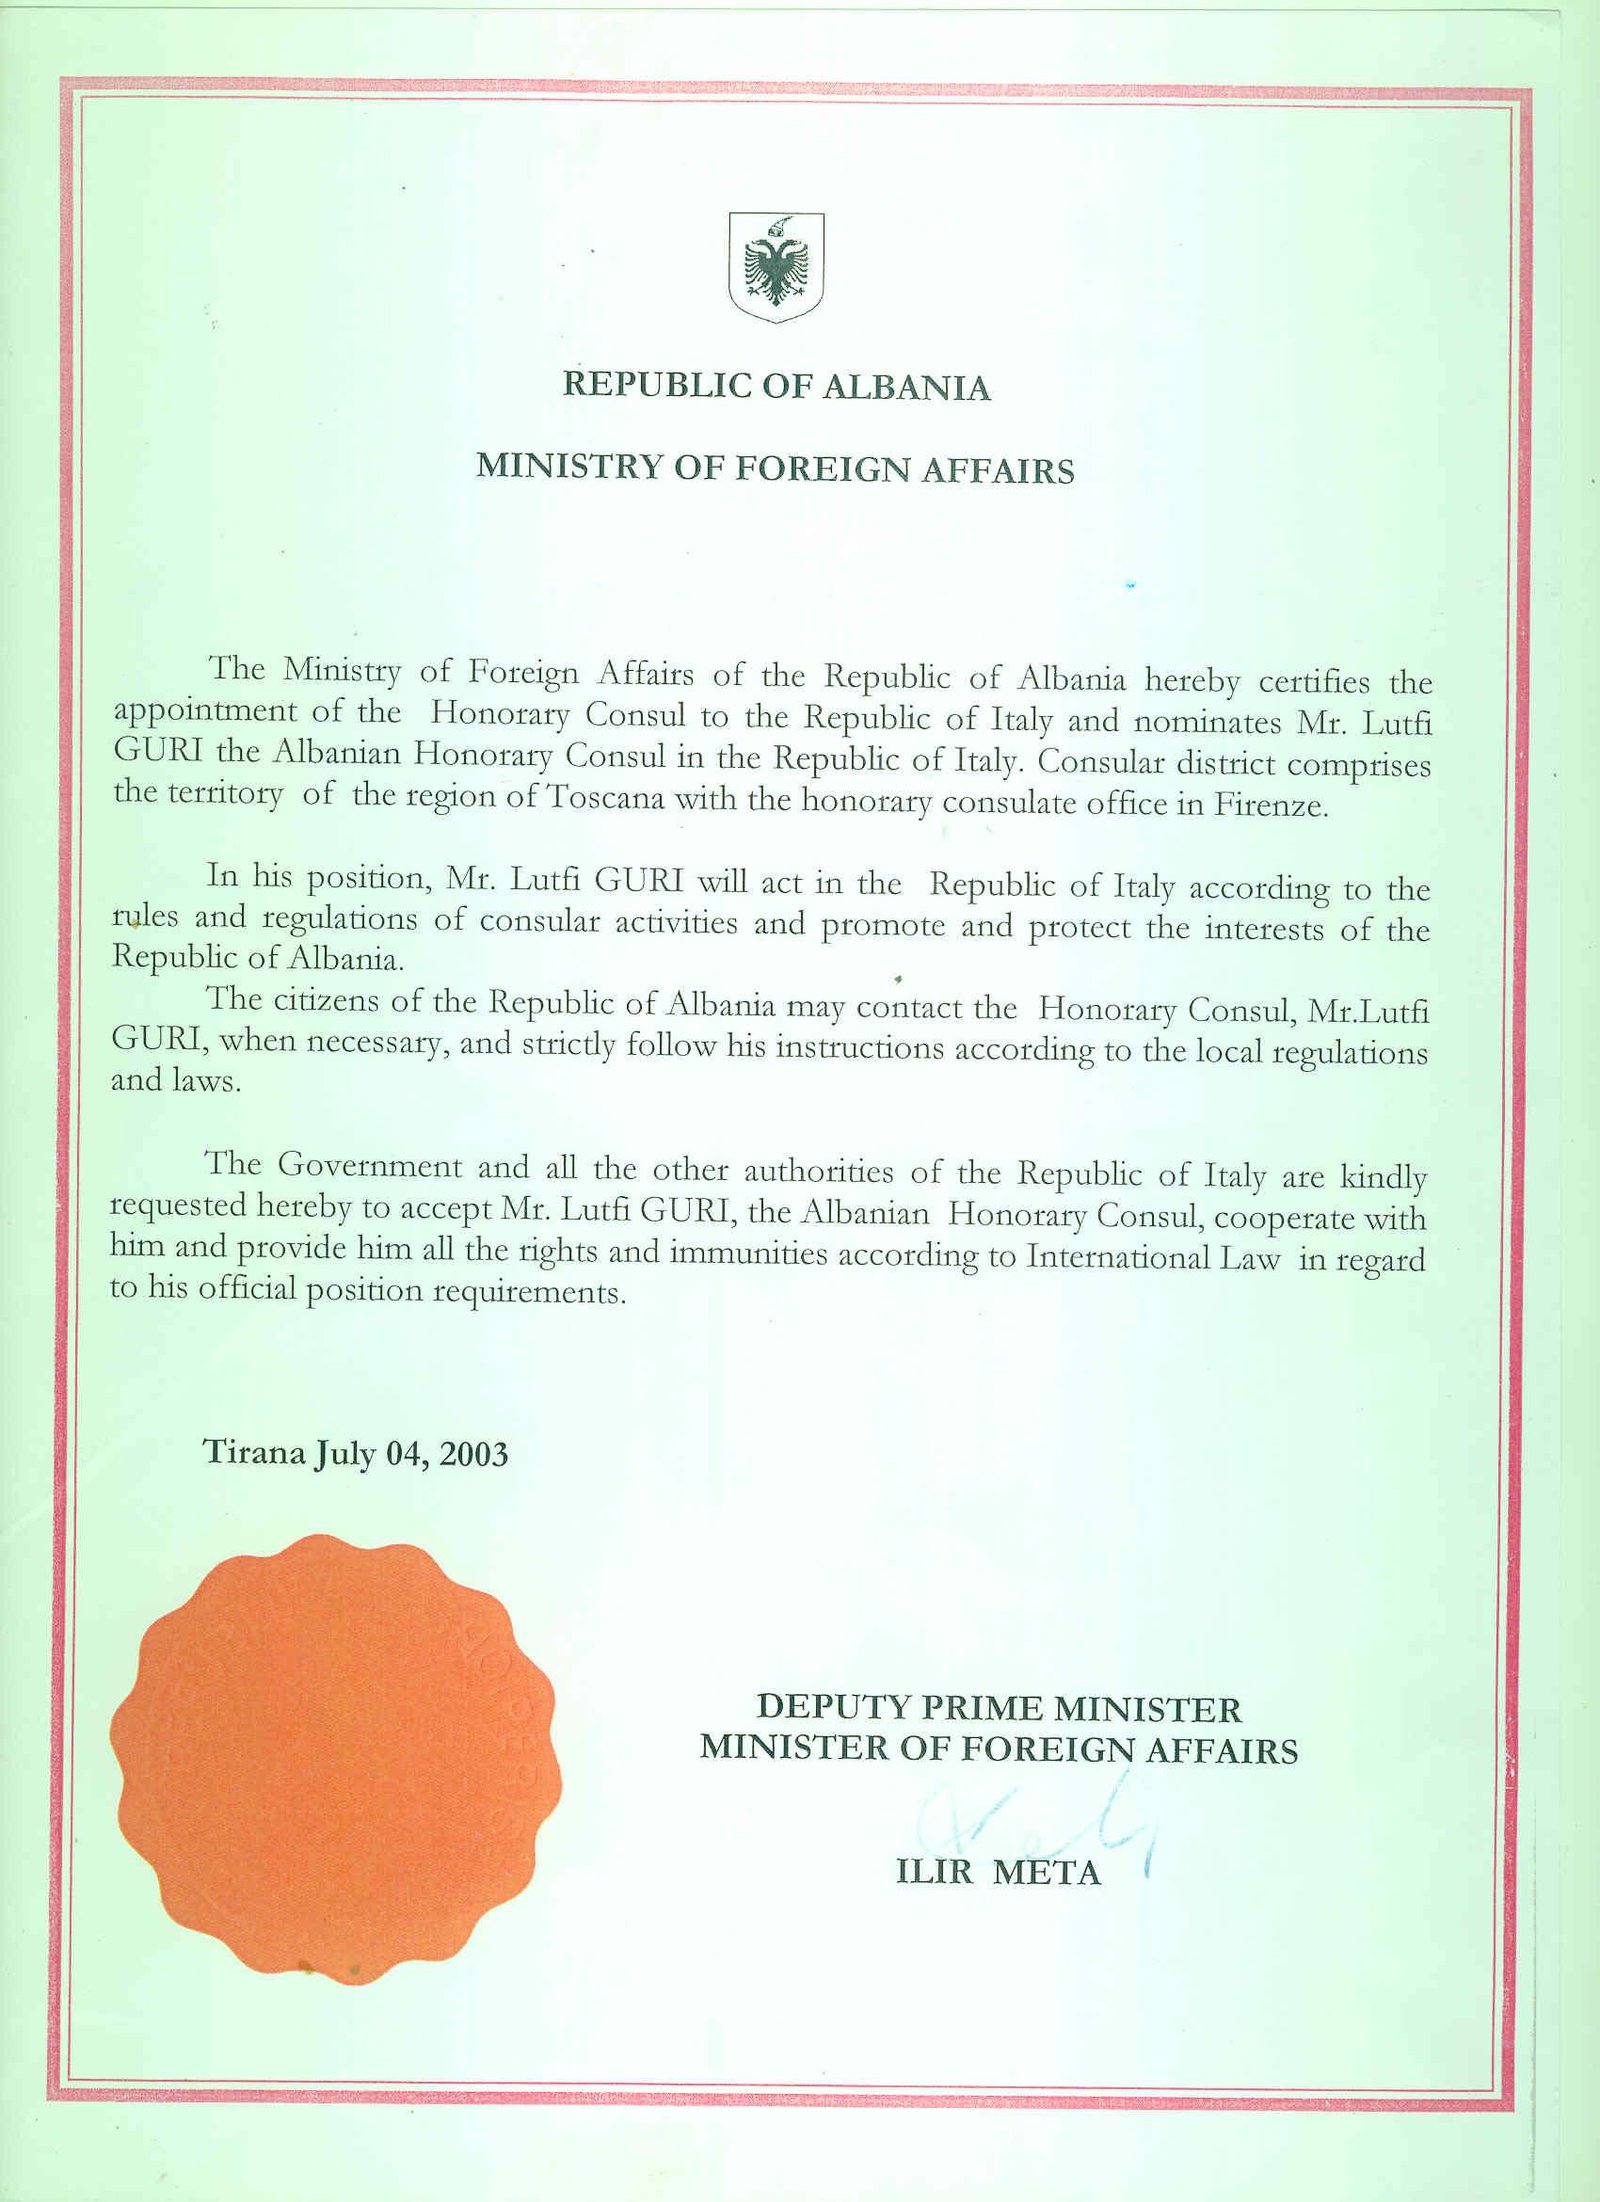 REPUBLIC OF ALBANIA
MINISTRY OF FOREIGN AFFAIRS
The Ministry of Foreign Affairs of the Republic of Albania hereby certifies the
appointment of the Honorary Consul to the Republic of Italy and nominates Mr. Lutfi
GURI the Albanian Honorary Consul in the Republic of Italy. Consular district comprises
the territory of the region of Toscana with the honorary consulate office in Firenze.
In his position, Mr. Lutfi GURI will act in the Republic of Italy according to the
rules and regulations of consular activities and promote and protect the interests of the
Republic of Albania.
The citizens of the Republic of Albania may contact the Honorary Consul, Mr.Lutfi
GURI, when necessary, and strictly follow his instructions according to the local regulations
and laws.
The Government and all the other authorities of the Republic of Italy are kindly
requested hereby to accept Mr. Lutfi GURI, the Albanian Honorary Consul, cooperate with
him and provide him all the rights and immunities according to International Law in regard
to his official position requirements.
Tirana July 04, 2003
DEPUTY PRIME MINISTER
MINISTER OF FOREIGN AFFAIRS
ILIR META